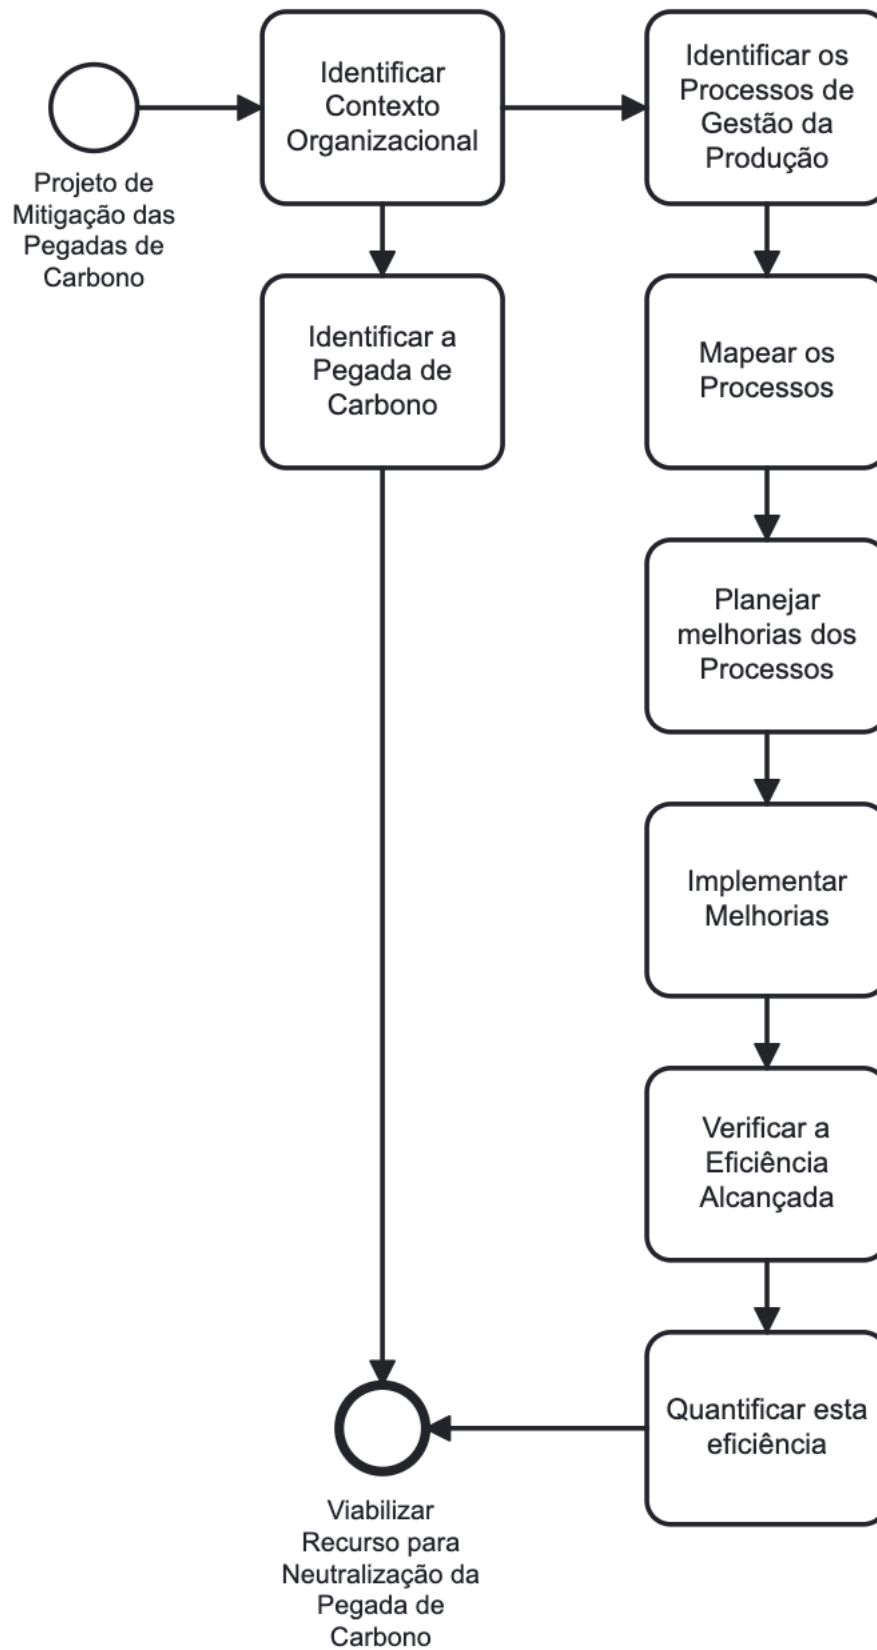 Projeto de
Mitigação das
Pegadas de
Carbono
Identificar
Contexto
Organizacional
Identificar os
Processos de
Gestão da
Produção
Identificar a
Pegada de
Carbono
Mapear os
Processos
Planejar
melhorias dos
Processos
Implementar
Melhorias
Verificar a
Eficiência
Alcançada
Quantificar esta
eficiência
Viabilizar
Recurso para
Neutralização da
Pegada de
Carbono